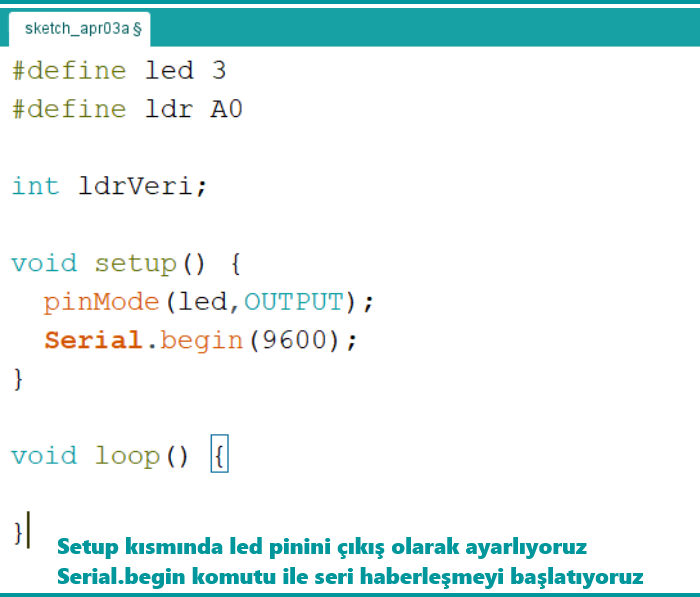 sketch_apr03a §
#define led 3
#define ldr A0
int ldrVeri;
void setup() {
pinMode(led,OUTPUT);
Serial.begin(9600);
}
void loop() {
}
Setup kısmında led pinini çıkış olarak ayarlıyoruz
Serial.begin komutu ile seri haberleşmeyi başlatıyoruz